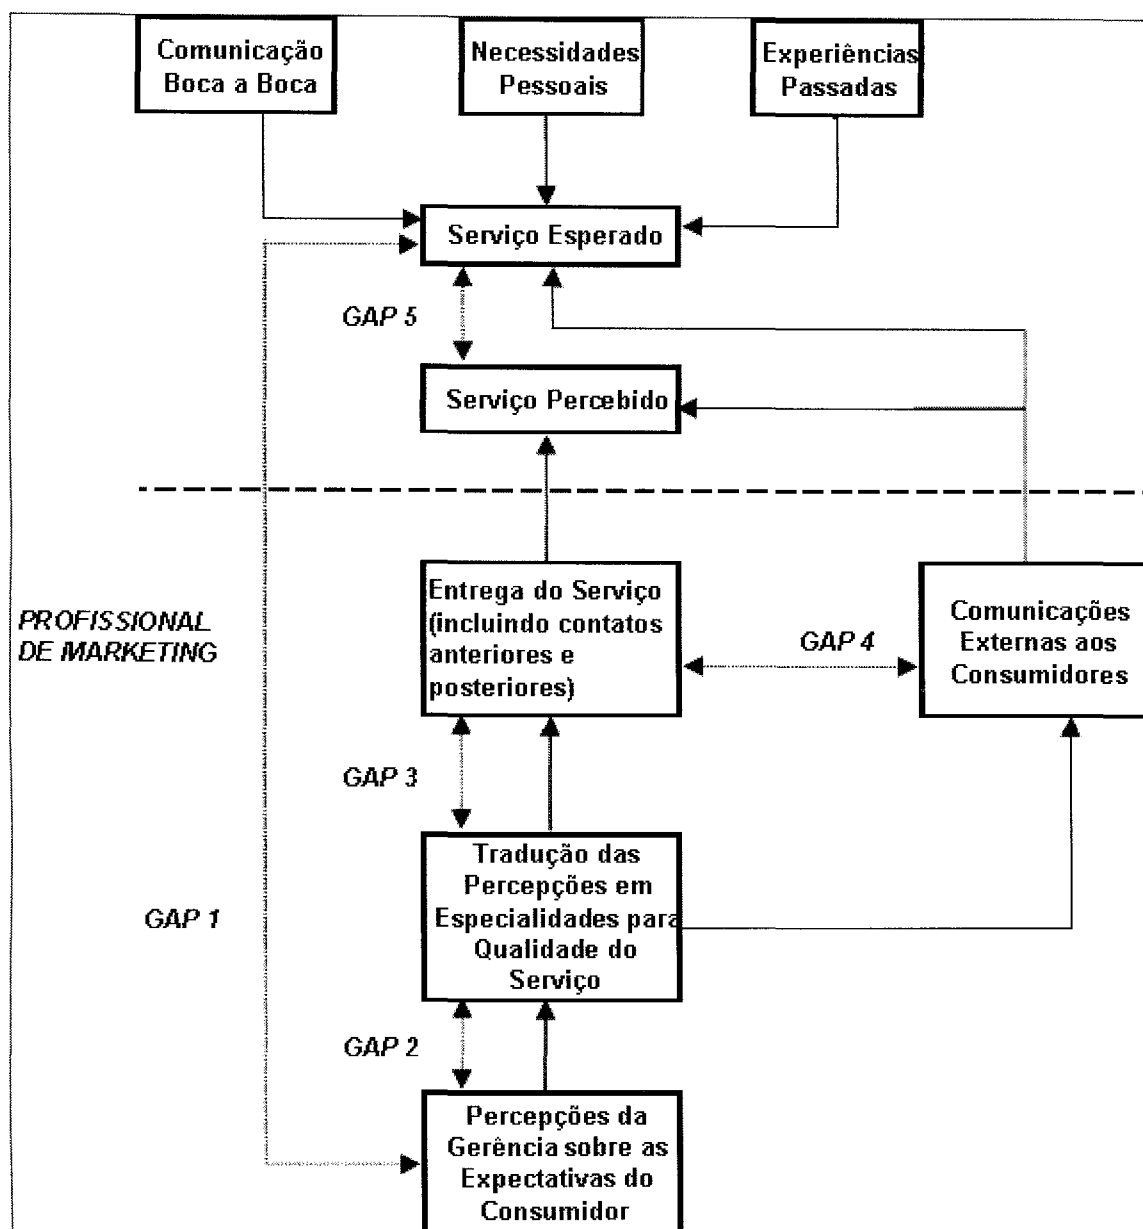 Comunicação
Boca a Boca
Necessidades
Pessoais
Experiências
Passadas
Serviço Esperado
GAP 5
Serviço Percebido
PROFISSIONAL
DE MARKETING
Entrega do Serviço
(incluindo contatos
anteriores e
posteriores)
GAP 4
Comunicações
Externas aos
Consumidores
GAP 3
GAP 1
Tradução das
Percepções em
Especialidades para
Qualidade do
Serviço
GAP 2
Percepções da
Gerência sobre as
Expectativas do
Consumidor